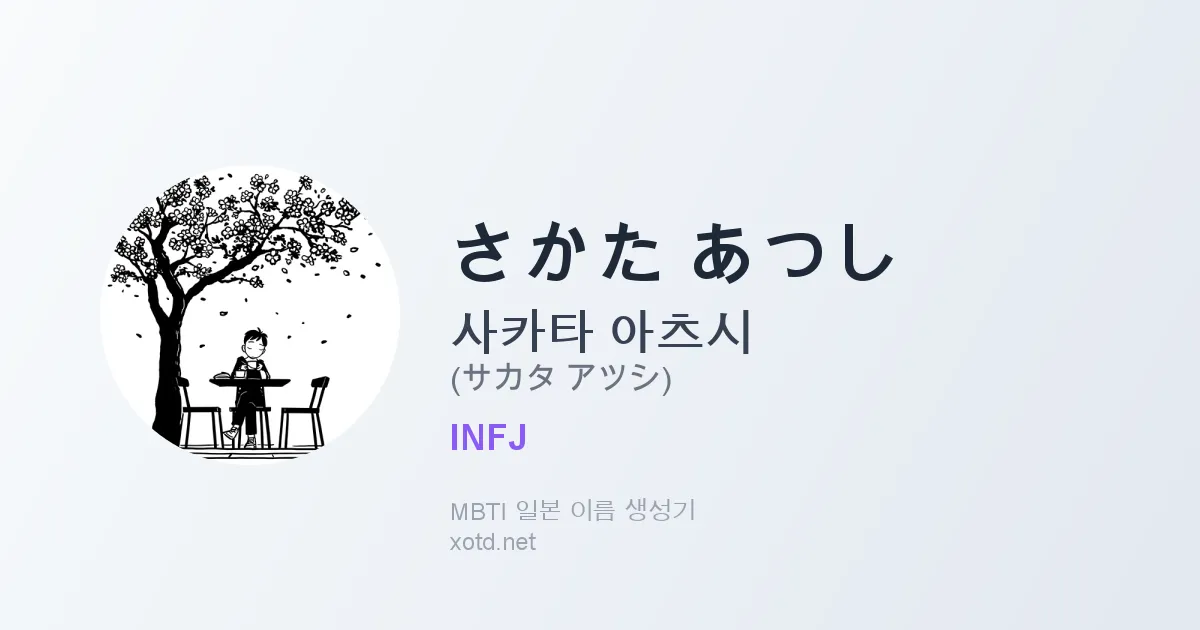 さかた あつし
사카타 아츠시
(サカタ アツシ)
INFJ
MBTI 일본 이름 생성기
xotd.net